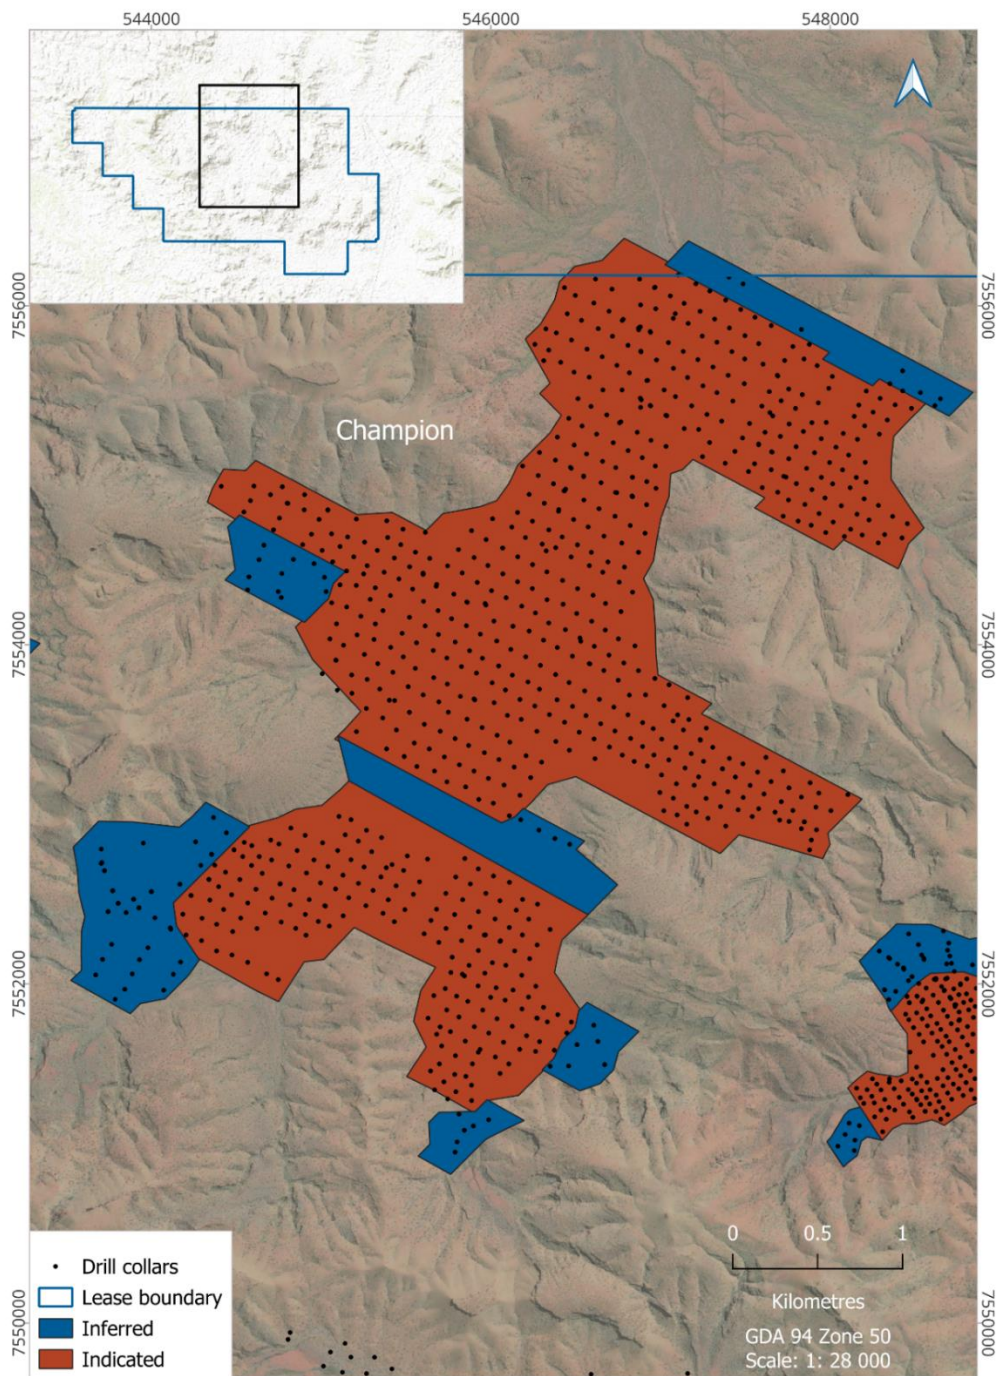 544000
546000
548000
7556000
7556000
Champion
7554000
7554000
7552000
7552000
0
0.5
1
Drill collars
Lease boundary
Kilometres
Inferred
7550000
7550000
GDA 94 Zone 50
Indicated
Scale: 1: 28 000